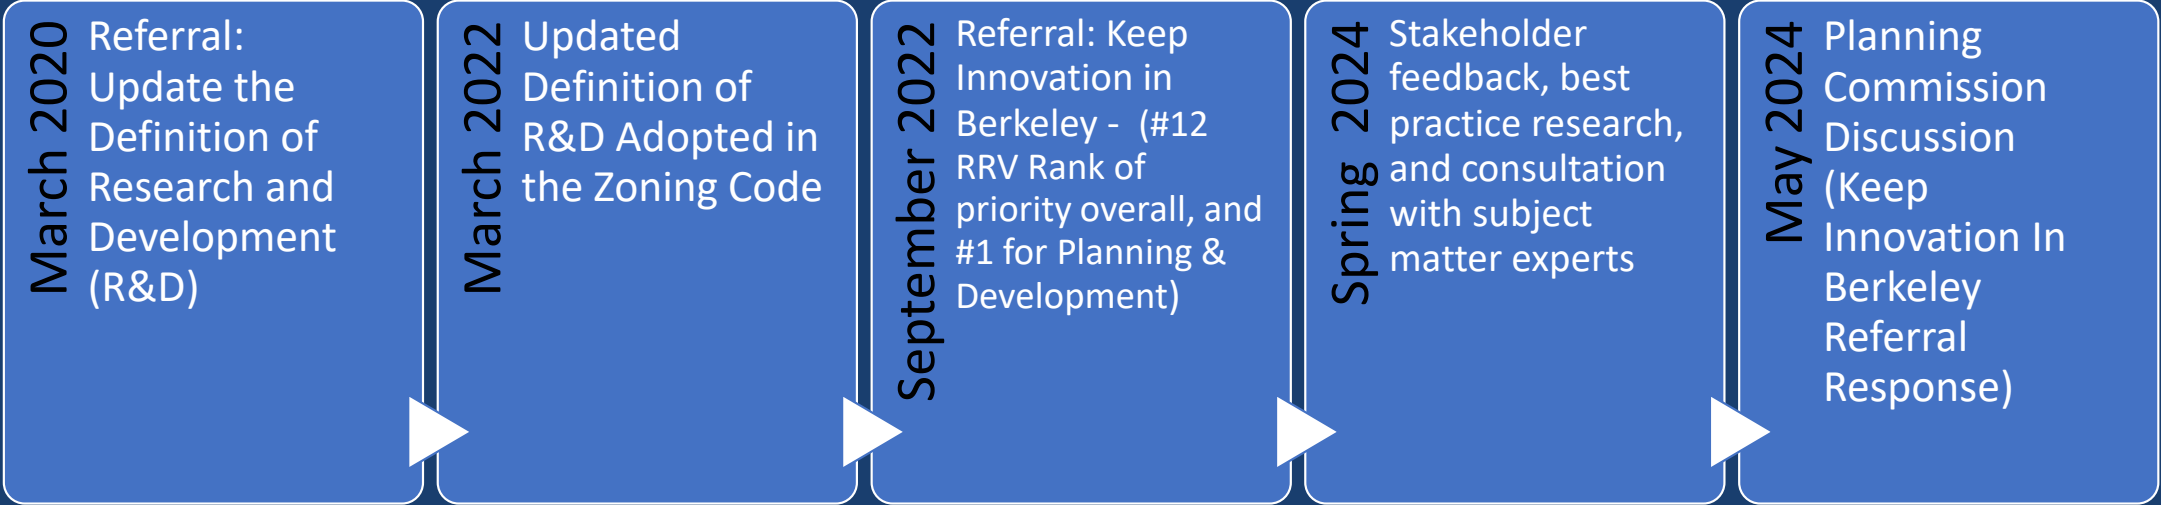 March 2020
Referral:
Update the
Definition of
Research and
Development
(R&D)
March 2022
Updated
Definition of
R&D Adopted in
the Zoning Code
September 2022
Referral: Keep
Innovation in
Berkeley - (#12
RRV Rank of
priority overall, and
#1 for Planning &
Development)
Spring 2024
Stakeholder
feedback, best
practice research,
and consultation
with subject
matter experts
May 2024
Planning
Commission
Discussion
(Keep
Innovation In
Berkeley
Referral
Response)